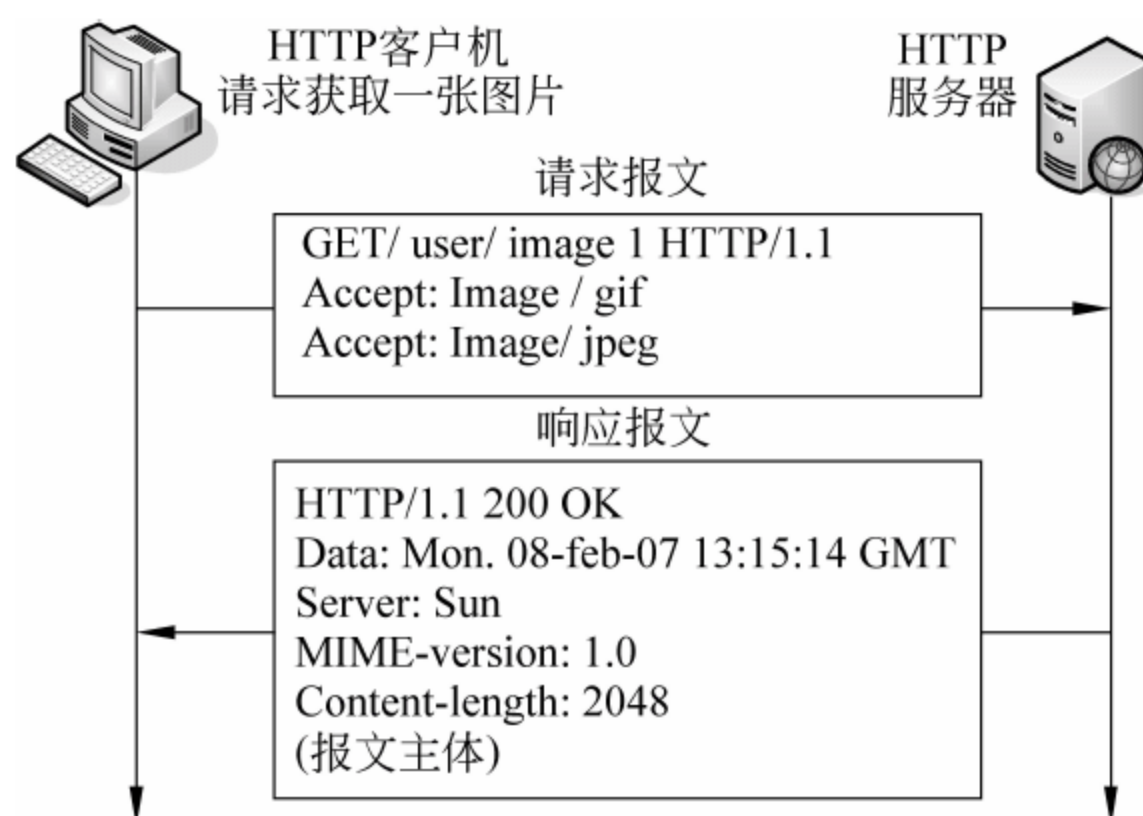 HTTP客户机
请求获取一张图片
HTTP
服务器
请求报文
GET/ user/ image 1 HTTP/1.1
Accept: Image / gif
Accept: Image/ jpeg
响应报文
HTTP/1.1 200 OK
Data: Mon. 08-feb-07 13:15:14 GMT
Server: Sun
MIME-version: 1.0
Content-length: 2048
(报文主体)